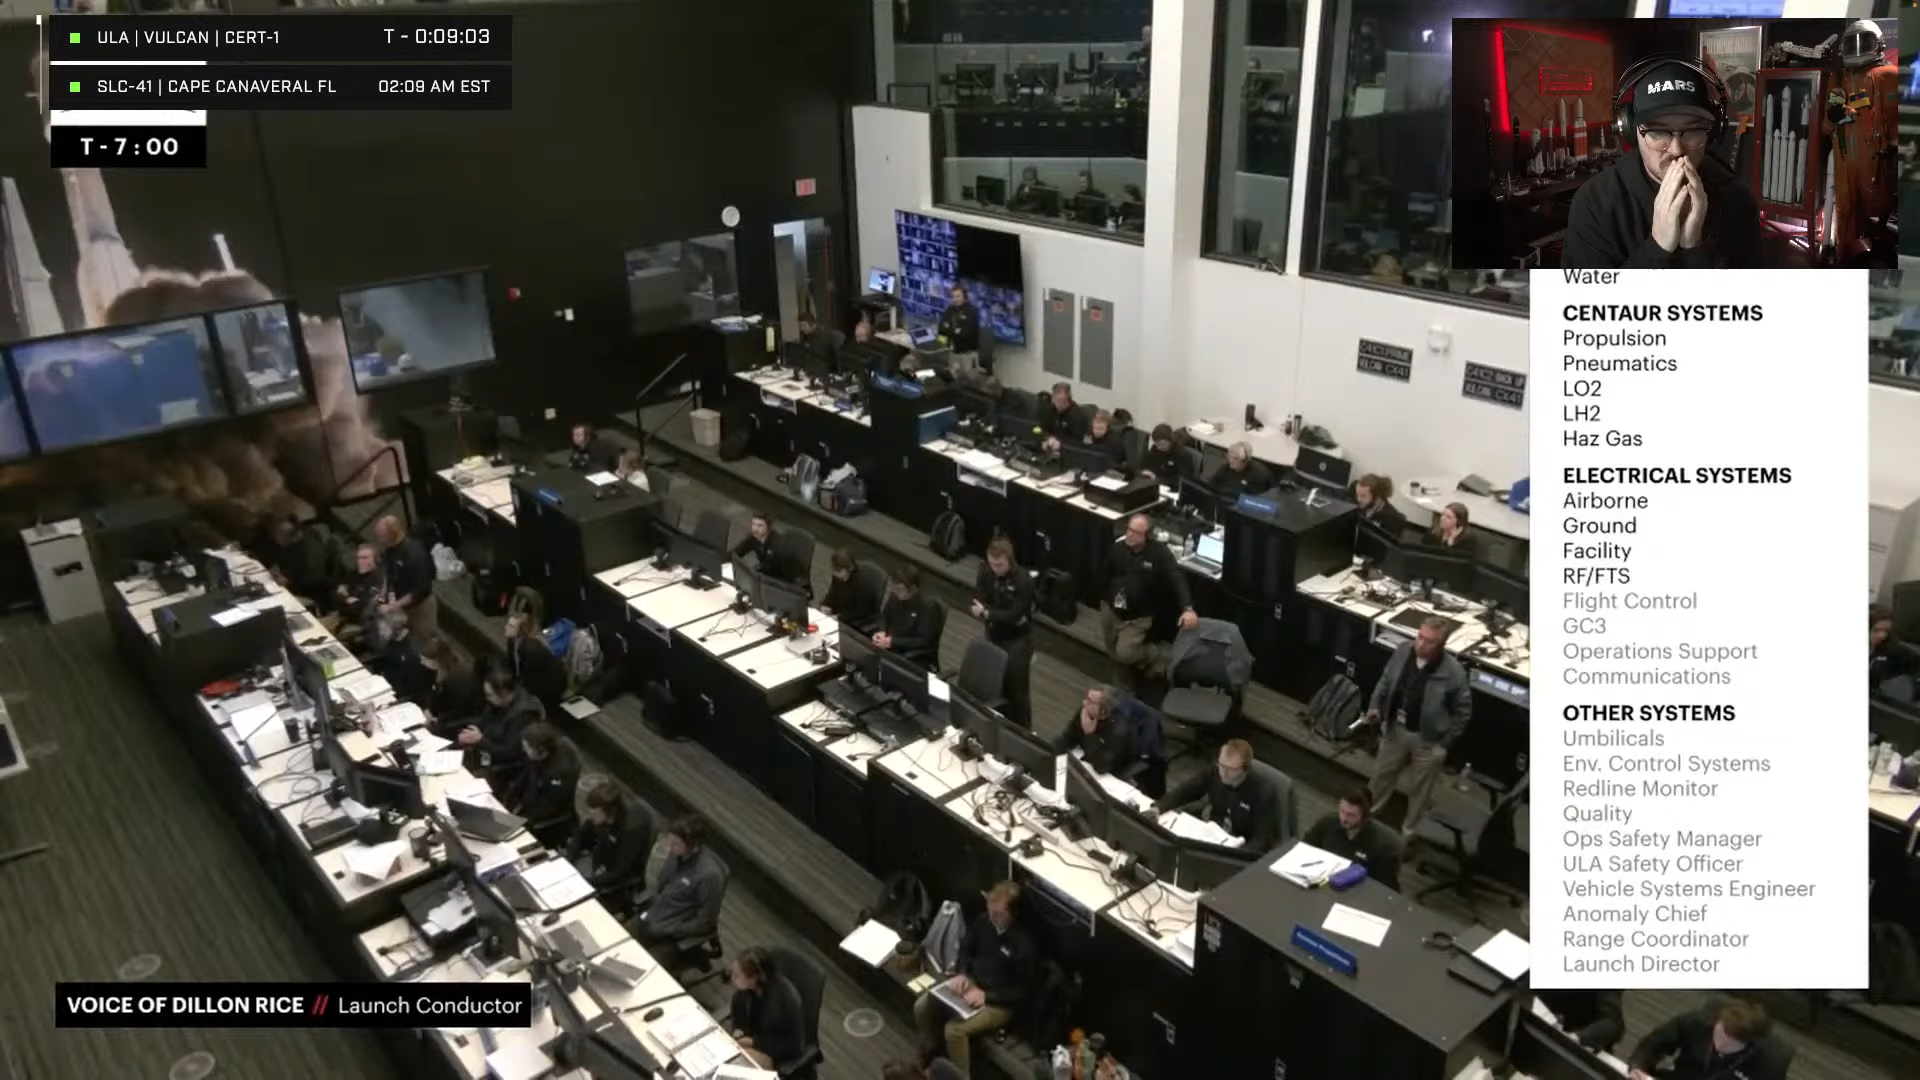 ULA | VULCAN | CERT-1 T - 0:09:03
SLC-41 | CAPE CANAVERAL FL 02:09 AM EST
T - 7:00
MARS
Water
CENTAUR SYSTEMS
Propulsion
Pneumatics
LO2
LH2
Haz Gas
ELECTRICAL SYSTEMS
Airborne
Ground
Facility
RF/FTS
Flight Control
GC3
Operations Support
Communications
OTHER SYSTEMS
Umbilicals
Env. Control Systems
Redline Monitor
Quality
Ops Safety Manager
ULA Safety Officer
Vehicle Systems Engineer
Anomaly Chief
Range Coordinator
Launch Director
VOICE OF DILLON RICE // Launch Conductor